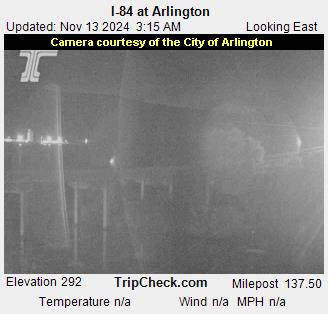 I-84 at Arlington
Updated: Nov 13 2024 3:15 AM Looking East
Camera courtesy of the City of Arlington
Elevation 292 TripCheck.com Milepost 137.50
Temperature n/a Wind n/a MPH n/a